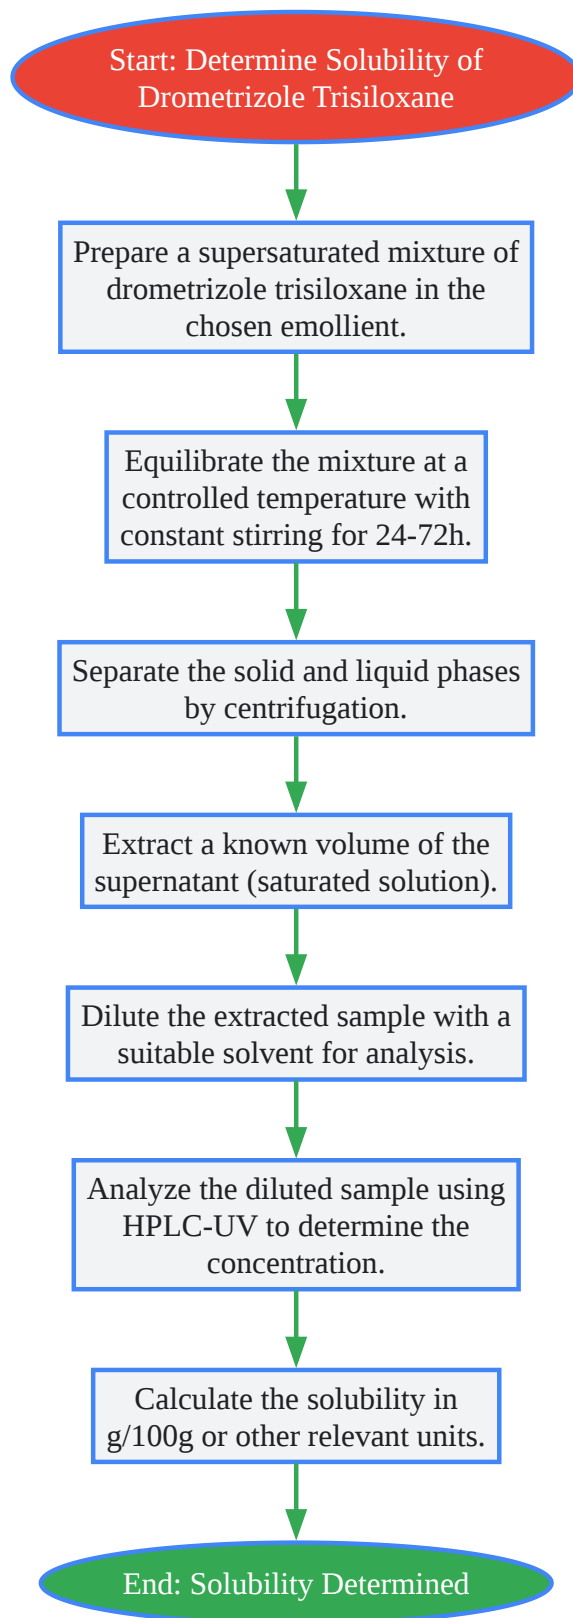 Start: Determine Solubility of
Drometrizole Trisiloxane
Prepare a supersaturated mixture of
drometrizole trisiloxane in the
chosen emollient.
Equilibrate the mixture at a
controlled temperature with
constant stirring for 24-72h.
Separate the solid and liquid phases
by centrifugation.
Extract a known volume of the
supernatant (saturated solution).
Dilute the extracted sample with a
suitable solvent for analysis.
Analyze the diluted sample using
HPLC-UV to determine the
concentration.
Calculate the solubility in
g/100g or other relevant units.
End: Solubility Determined